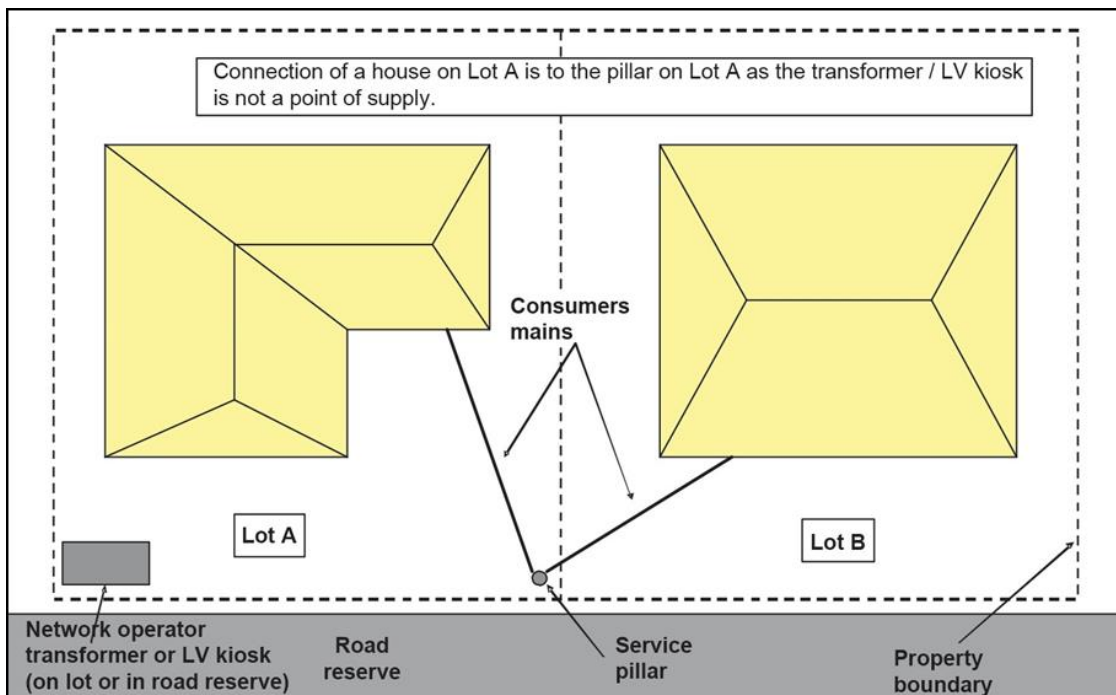 Connection of a house on Lot A is to the pillar on Lot A as the transformer / LV kiosk
is not a point of supply.
Consumers
mains
Lot A
Lot B
Network operator
transformer or LV kiosk
(on lot or in road reserve)
Road
reserve
Service
pillar
Property
boundary